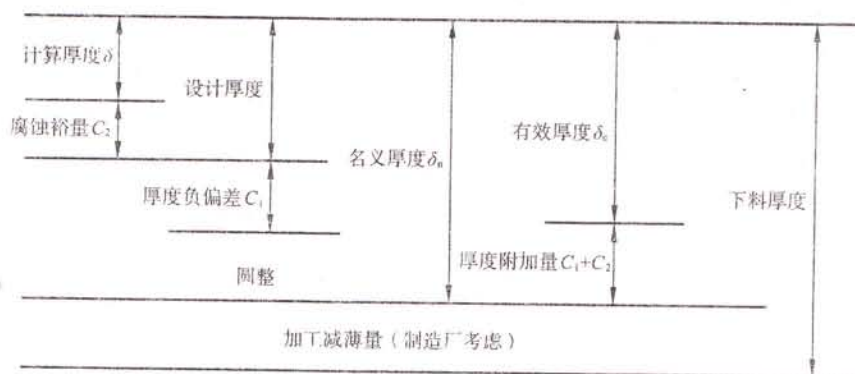 计算厚度δ
设计厚度
腐蚀裕量C₂
有效厚度δₑ
名义厚度δₙ
厚度负偏差C₁
下料厚度
厚度附加量C₁+C₂
圆整
加工减薄量（制造厂考虑）